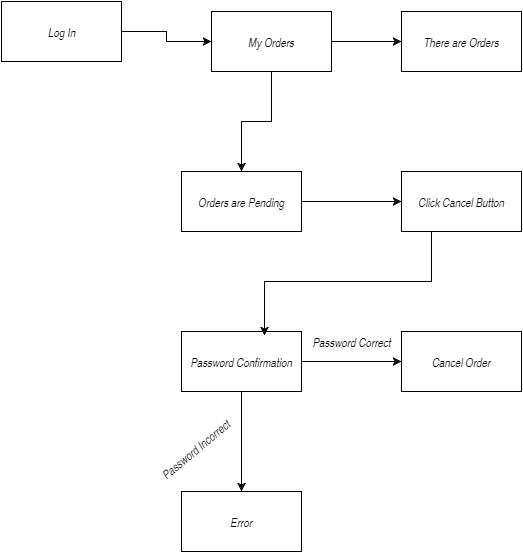 Log In
My Orders
There are Orders
Orders are Pending
Click Cancel Button
Password Confirmation
Password Correct
Cancel Order
Password Incorrect
Error